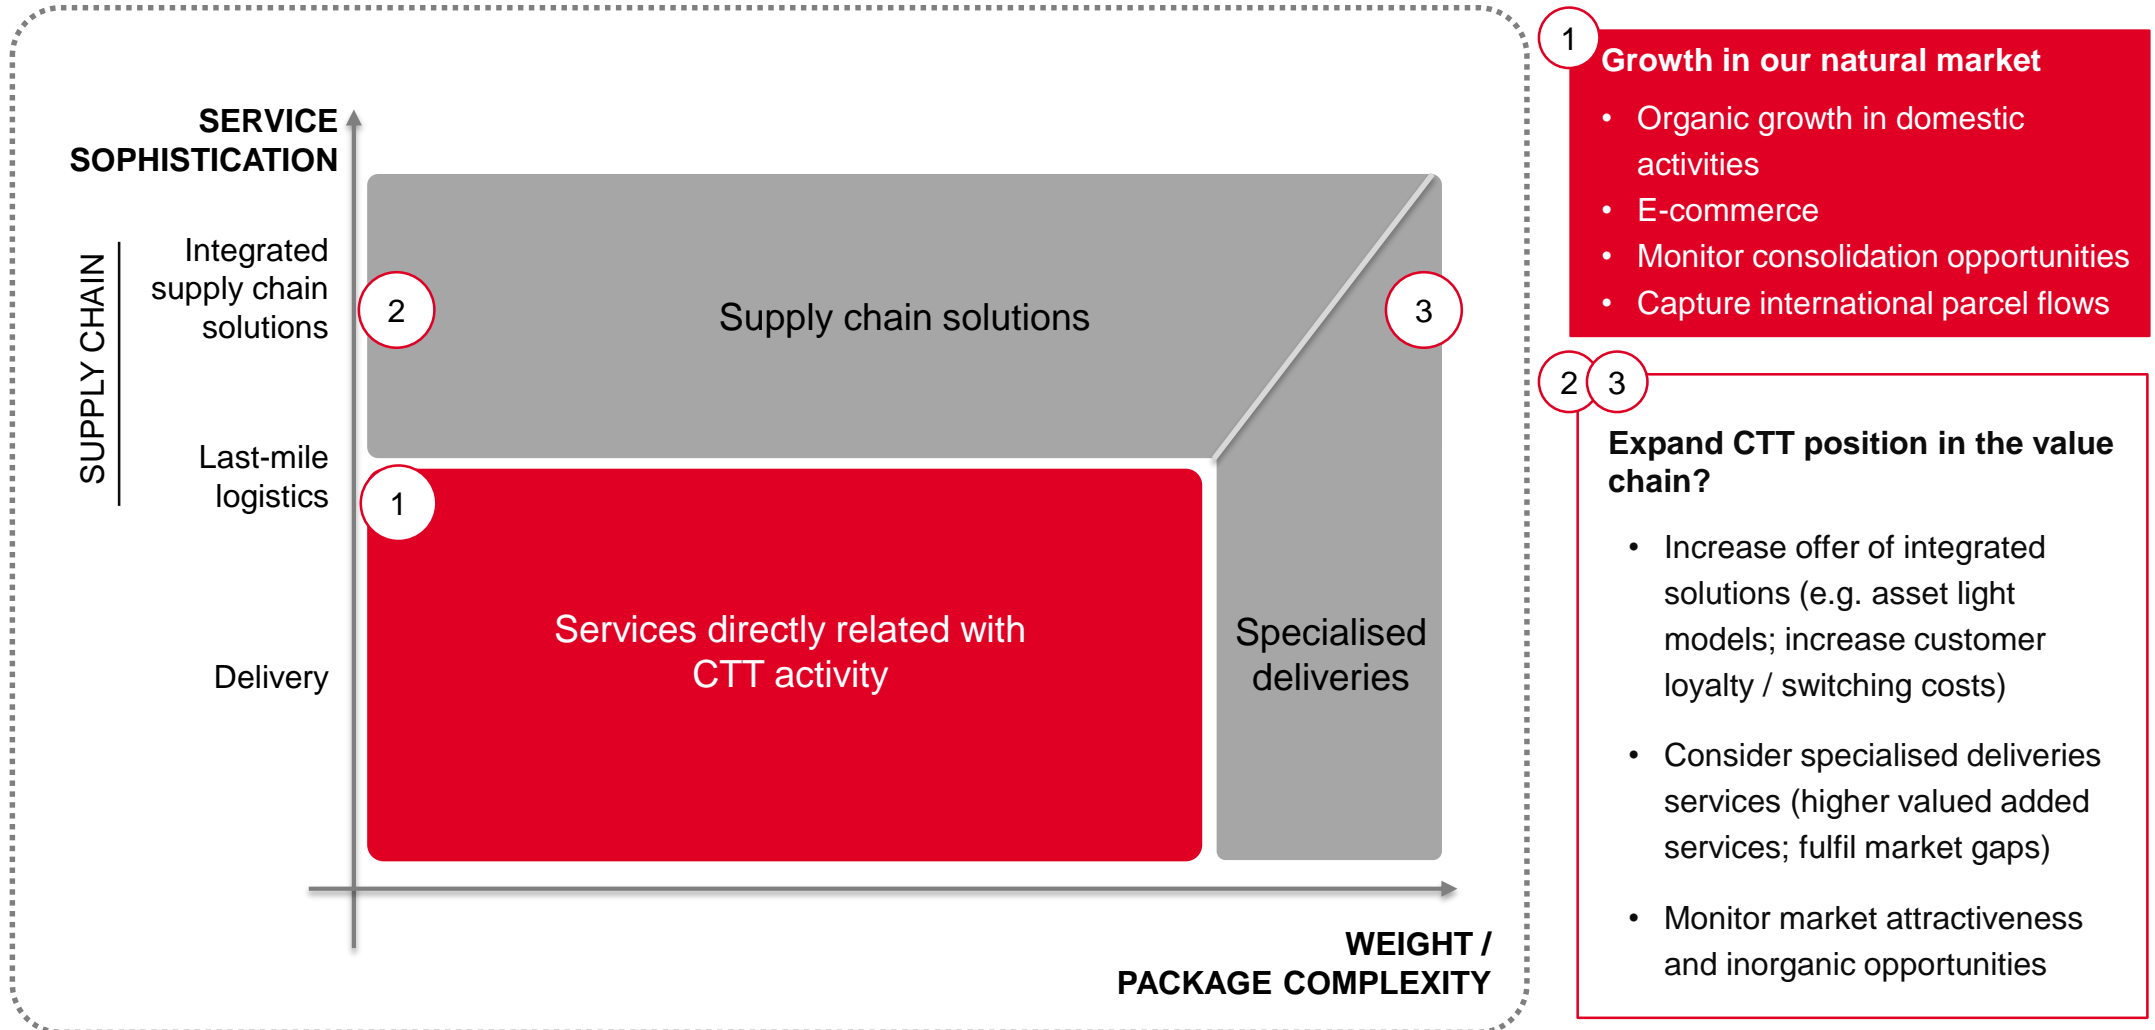 SERVICE
SOPHISTICATION
SUPPLY CHAIN
Integrated
supply chain
solutions
Last-mile
logistics
Delivery
2
Supply chain solutions
3
1
Services directly related with
CTT activity
Specialised
deliveries
WEIGHT /
PACKAGE COMPLEXITY
1
Growth in our natural market
• Organic growth in domestic
activities
• E-commerce
• Monitor consolidation opportunities
• Capture international parcel flows
2 3
Expand CTT position in the value
chain?
• Increase offer of integrated
solutions (e.g. asset light
models; increase customer
loyalty / switching costs)
• Consider specialised deliveries
services (higher valued added
services; fulfil market gaps)
• Monitor market attractiveness
and inorganic opportunities